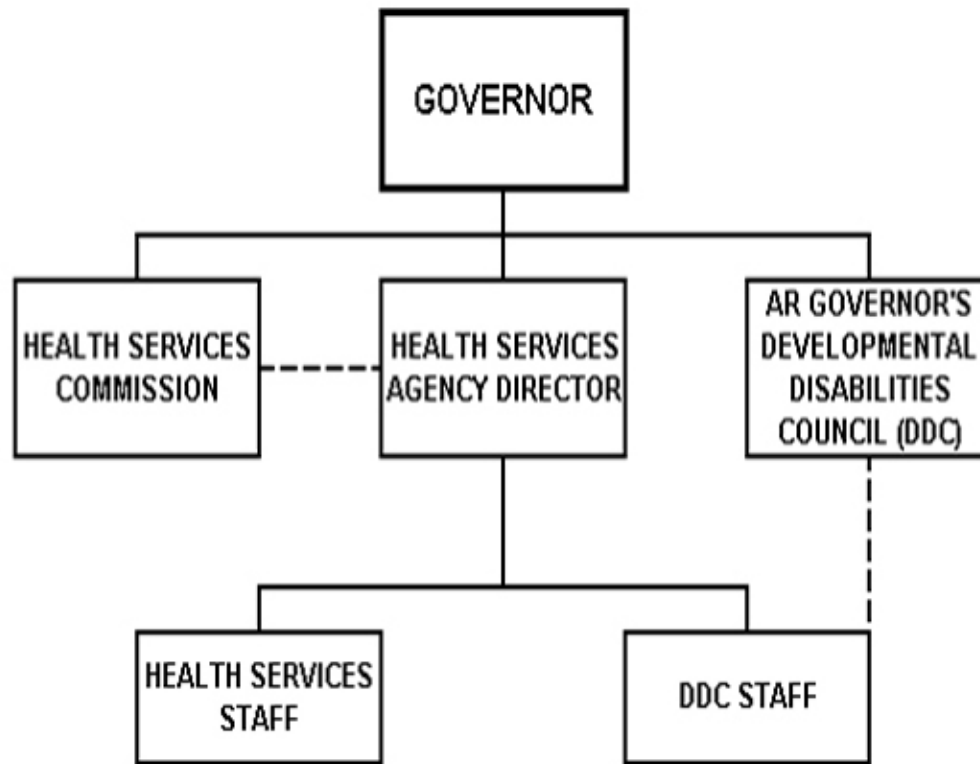 GOVERNOR
HEALTH SERVICES
COMMISSION
HEALTH SERVICES
AGENCY DIRECTOR
AR GOVERNOR'S
DEVELOPMENTAL
DISABILITIES
COUNCIL (DDC)
HEALTH SERVICES
STAFF
DDC STAFF